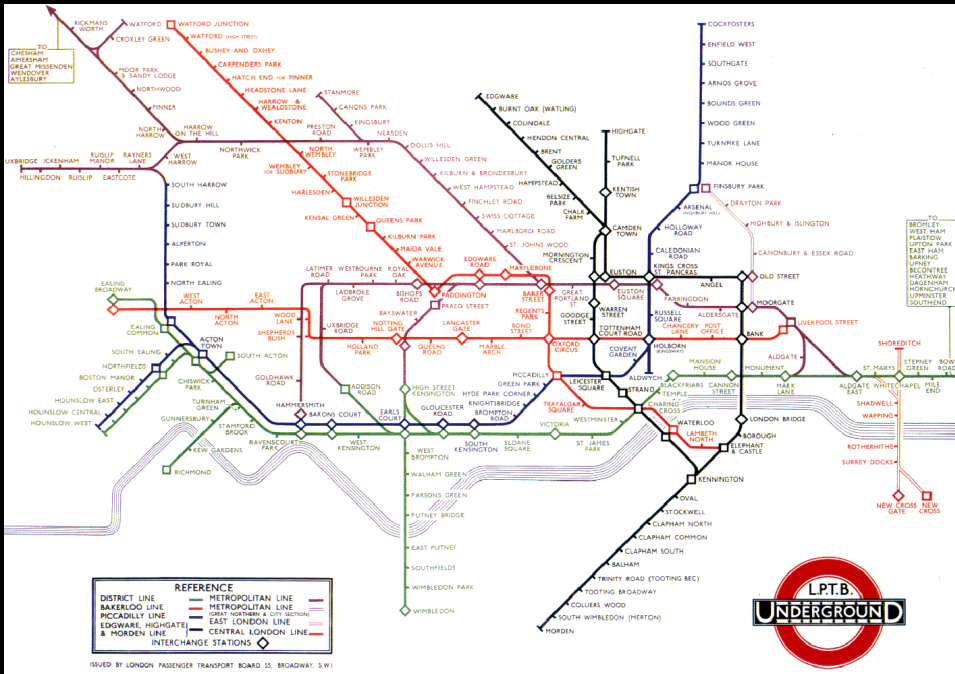 RICKMANS
WORTH
WATFORD
CROXLEY GREEN
WATFORD JUNCTION
WATFORD (HIGH STREET)
BUSHEY AND OXHEY
CARPENDERS PARK
HATCH END FOR PINNER
HEADSTONE LANE
HARROW &
WEALDSTONE
KENTON
TO
CHESHAM
AMERSHAM
GREAT MISSENDEN
WENDOVER
AYLESBURY
MOOR PARK
& SANDY LODGE
NORTHWOOD
PINNER
NORTH
HARROW
HARROW
ON THE HILL
NORTHWICK
PARK
PRESTON
ROAD
WEMBLEY
PARK
NEASDEN
STANMORE
CANONS PARK
KINGSBURY
UXBRIDGE
ICKENHAM
RUISLIP
MANOR
RAYNERS
LANE
WEST
HARROW
HILLINGDON
RUISLIP
EASTCOTE
NORTH
WEMBLEY
WEMBLEY
FOR SUDBURY
STONEBRIDGE
PARK
HARLESDEN
WILLESDEN
JUNCTION
KENSAL GREEN
QUEENS PARK
KILBURN PARK
MAIDA VALE
WARWICK
AVENUE
PADDINGTON
DOLLIS HILL
WILLESDEN GREEN
KILBURN & BRONDESBURY
WEST HAMPSTEAD
FINCHLEY ROAD
SWISS COTTAGE
MARLBORO ROAD
ST. JOHNS WOOD
EDGWARE
BURNT OAK (WATLING)
COLINDALE
HENDON CENTRAL
BRENT
GOLDERS
GREEN
HAMPSTEAD
BELSIZE
PARK
CHALK
FARM
HIGHGATE
TUFNELL
PARK
KENTISH
TOWN
CAMDEN
TOWN
MORNINGTON
CRESCENT
EUSTON
COCKFOSTERS
ENFIELD WEST
SOUTHGATE
ARNOS GROVE
BOUNDS GREEN
WOOD GREEN
TURNPIKE LANE
MANOR HOUSE
FINSBURY PARK
ARSENAL
(HIGHBURY HILL)
HOLLOWAY
ROAD
CALEDONIAN
ROAD
KINGS CROSS
ST. PANCRAS
DRAYTON PARK
HIGHBURY & ISLINGTON
CANONBURY & ESSEX ROAD
OLD STREET
ANGEL
MOORGATE
TO
BROMLEY
WEST HAM
PLAISTOW
UPTON PARK
EAST HAM
BARKING
UPNEY
BECONTREE
HEATHWAY
DAGENHAM
HORNCHURCH
UPMINSTER
SOUTHEND
SOUTH HARROW
SUDBURY HILL
SUDBURY TOWN
ALPERTON
PARK ROYAL
NORTH EALING
EALING
BROADWAY
WEST
ACTON
NORTH
ACTON
EAST
ACTON
WOOD
LANE
SHEPHERDS
BUSH
LATIMER
ROAD
LADBROKE
GROVE
WESTBOURNE
PARK
ROYAL
OAK
BISHOPS
ROAD
EDGWARE
ROAD
MARYLEBONE
BAKER
STREET
PRAED STREET
BAYSWATER
GREAT
PORTLAND
ST.
EUSTON
SQUARE
FARRINGDON
ALDERSGATE
LIVERPOOL STREET
UXBRIDGE
ROAD
HOLLAND
PARK
NOTTING
HILL GATE
QUEENS
ROAD
LANCASTER
GATE
MARBLE
ARCH
BOND
STREET
REGENTS
PARK
OXFORD
CIRCUS
GOODGE
STREET
WARREN
STREET
TOTTENHAM
COURT ROAD
RUSSELL
SQUARE
HOLBORN
(KINGSWAY)
CHANCERY
LANE
POST
OFFICE
BANK
COVENT
GARDEN
ALDWYCH
EALING
COMMON
SOUTH EALING
NORTHFIELDS
BOSTON MANOR
OSTERLEY
HOUNSLOW EAST
HOUNSLOW CENTRAL
HOUNSLOW WEST
ACTON
TOWN
SOUTH ACTON
CHISWICK
PARK
TURNHAM
GREEN
GUNNERSBURY
KEW GARDENS
RICHMOND
STAMFORD
BROOK
RAVENSCOURT
PARK
GOLDHAWK
ROAD
HAMMERSMITH
BARONS COURT
WEST
KENSINGTON
ADDISON
ROAD
EARLS
COURT
HIGH STREET
KENSINGTON
GLOUCESTER
ROAD
SOUTH
KENSINGTON
BROMPTON
ROAD
KNIGHTSBRIDGE
HYDE PARK CORNER
GREEN PARK
PICCADILLY
LEICESTER
SQUARE
STRAND
TRAFALGAR
SQUARE
CHARING
CROSS
SLOANE
SQUARE
VICTORIA
ST. JAMES
PARK
WESTMINSTER
TEMPLE
BLACKFRIARS
MANSION
HOUSE
CANNON
STREET
MONUMENT
MARK
LANE
ALDGATE
ALDGATE
EAST
ST. MARYS
WHITECHAPEL
STEPNEY
GREEN
MILE
END
BOW
ROAD
SHOREDITCH
SHADWELL
WAPPING
ROTHERHITHE
SURREY DOCKS
NEW CROSS
GATE
NEW
CROSS
WATERLOO
LAMBETH
NORTH
LONDON BRIDGE
BOROUGH
ELEPHANT
& CASTLE
KENNINGTON
OVAL
STOCKWELL
CLAPHAM NORTH
CLAPHAM COMMON
CLAPHAM SOUTH
BALHAM
TRINITY ROAD (TOOTING BEC)
TOOTING BROADWAY
COLLIERS WOOD
SOUTH WIMBLEDON (MERTON)
MORDEN
WEST
BROMPTON
WALHAM GREEN
PARSONS GREEN
PUTNEY BRIDGE
EAST PUTNEY
SOUTHFIELDS
WIMBLEDON PARK
WIMBLEDON
REFERENCE
DISTRICT LINE
BAKERLOO LINE
PICCADILLY LINE
EDGWARE, HIGHGATE
& MORDEN LINE
METROPOLITAN LINE
METROPOLITAN LINE
(GREAT NORTHERN & CITY SECTION)
EAST LONDON LINE
CENTRAL LONDON LINE
INTERCHANGE STATIONS
ISSUED BY LONDON PASSENGER TRANSPORT BOARD 55, BROADWAY, S.W.1.
L.P.T.B.
UNDERGROUND